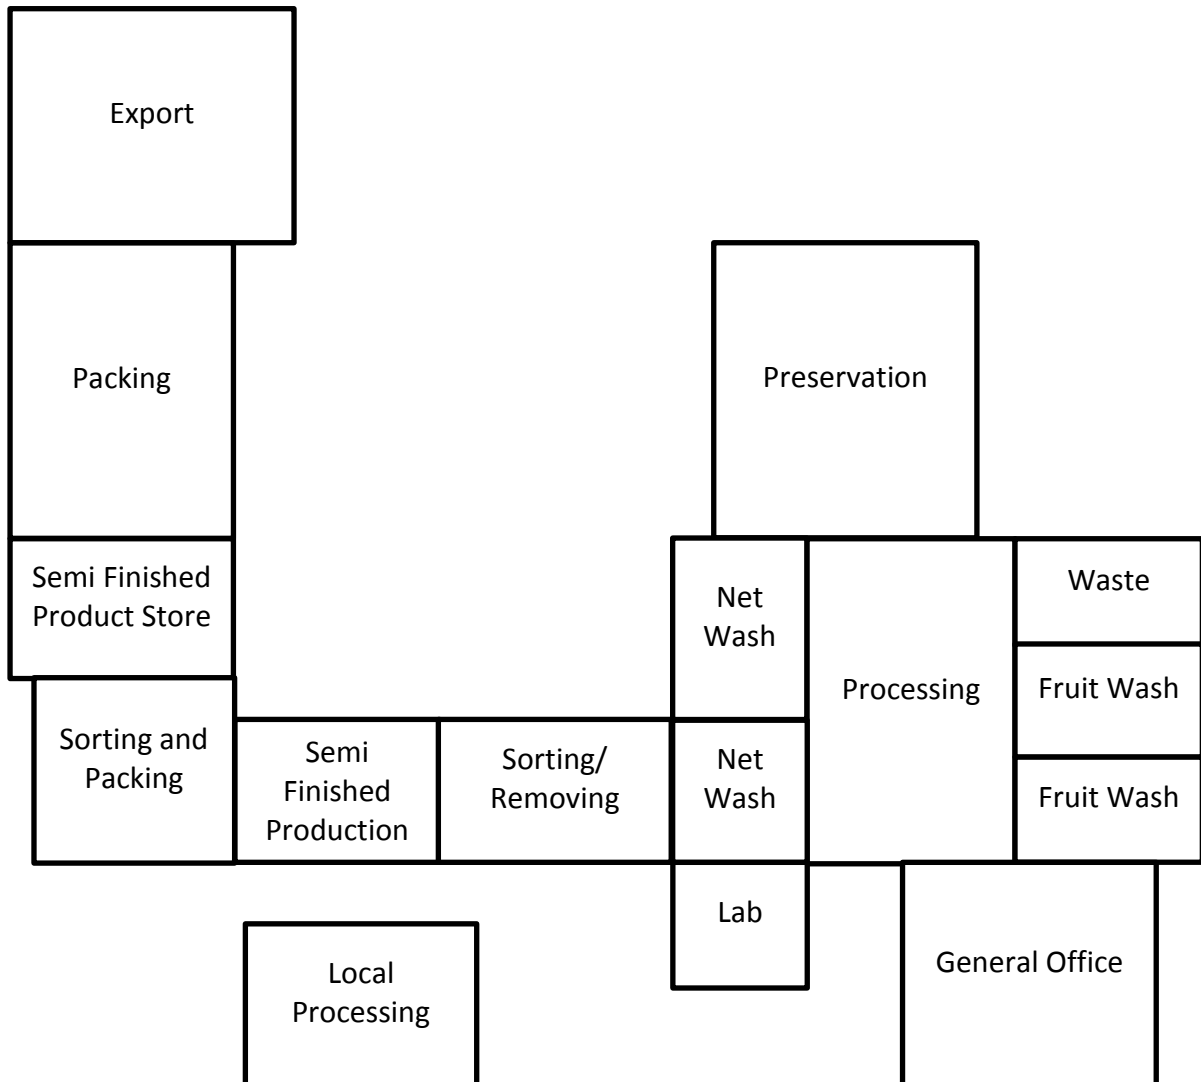 Export
Packing
Preservation
Semi Finished
Product Store
Net
Wash
Processing
Waste
Fruit Wash
Sorting and
Packing
Semi
Finished
Production
Sorting/
Removing
Net
Wash
Fruit Wash
Lab
Local
Processing
General Office